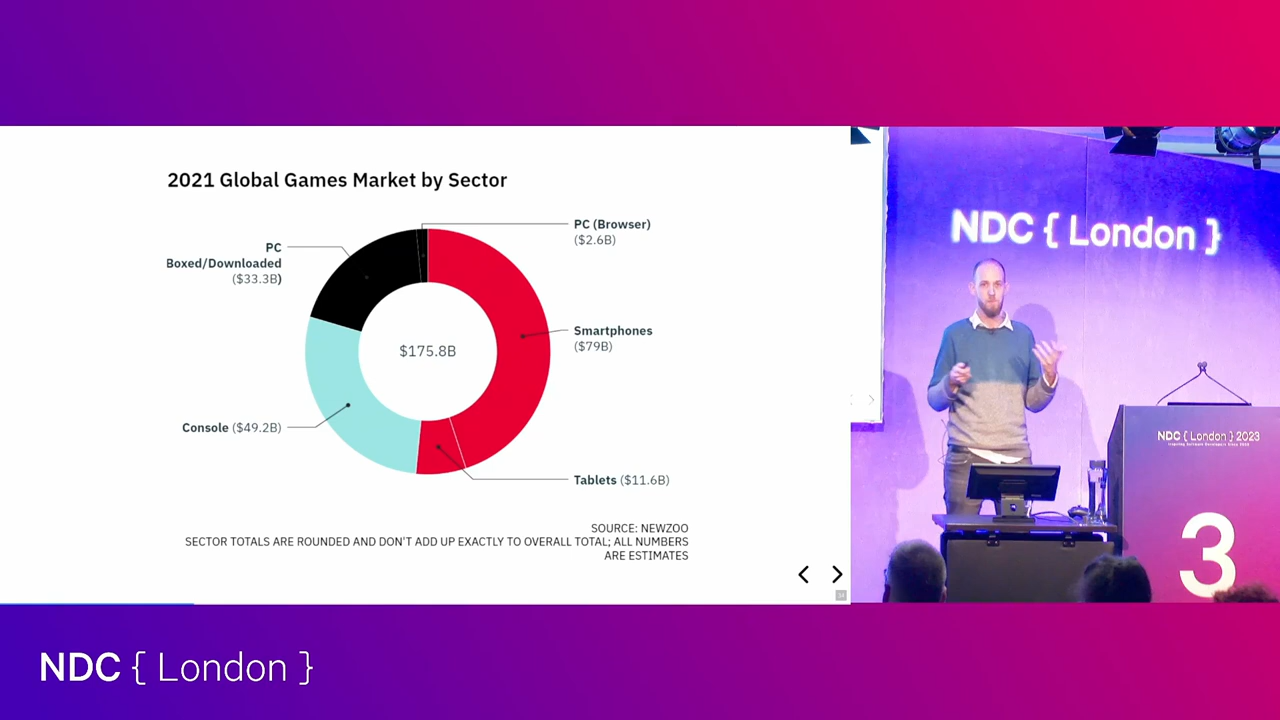 2021 Global Games Market by Sector
PC (Browser)
($2.6B)
PC
Boxed/Downloaded
($33.3B)
Smartphones
($79B)
$175.8B
Console ($49.2B)
Tablets ($11.6B)
SOURCE: NEWZOO
SECTOR TOTALS ARE ROUNDED AND DON'T ADD UP EXACTLY TO OVERALL TOTAL; ALL NUMBERS
ARE ESTIMATES
NDC { London }
NDC { London } 2023
3
NDC { London }